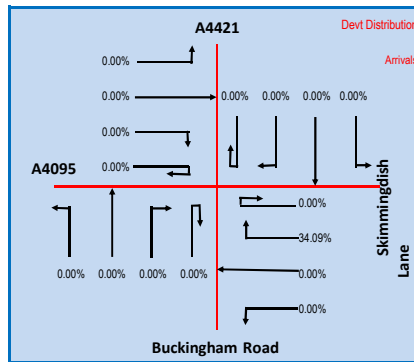 A4421
Devt Distribution
Arrivals
0.00%
0.00%
0.00% 0.00% 0.00% 0.00%
0.00%
0.00%
A4095
0.00%
34.09%
0.00%
0.00%
0.00% 0.00% 0.00% 0.00%
Skimmingdish
Lane
Buckingham Road